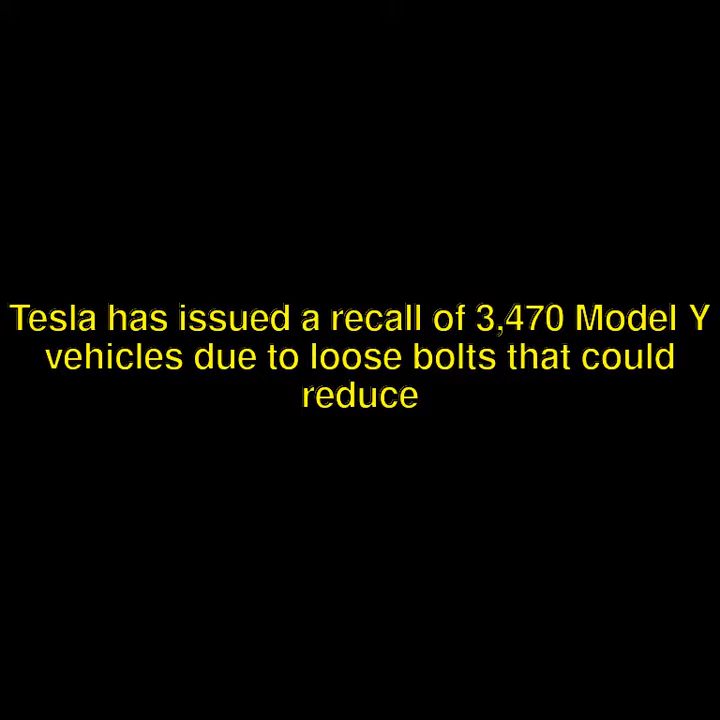 Tesla has issued a recall of 3,470 Model Y
vehicles due to loose bolts that could
reduce